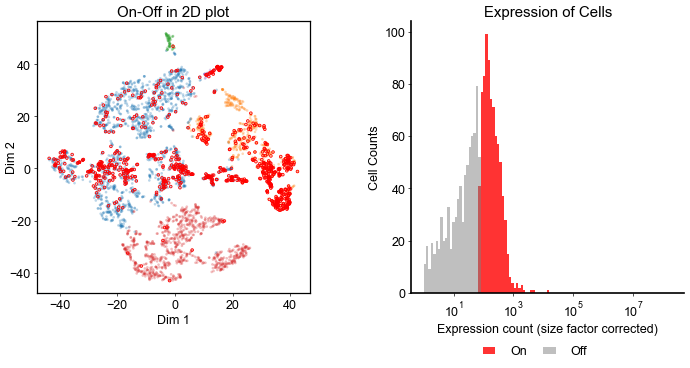 On-Off in 2D plot
Expression of Cells
40
20
0
−20
−40
Dim 2
−40
−20
0
20
40
Dim 1
100
80
60
40
20
0
Cell Counts
10^1
10^3
10^5
10^7
Expression count (size factor corrected)
On
Off